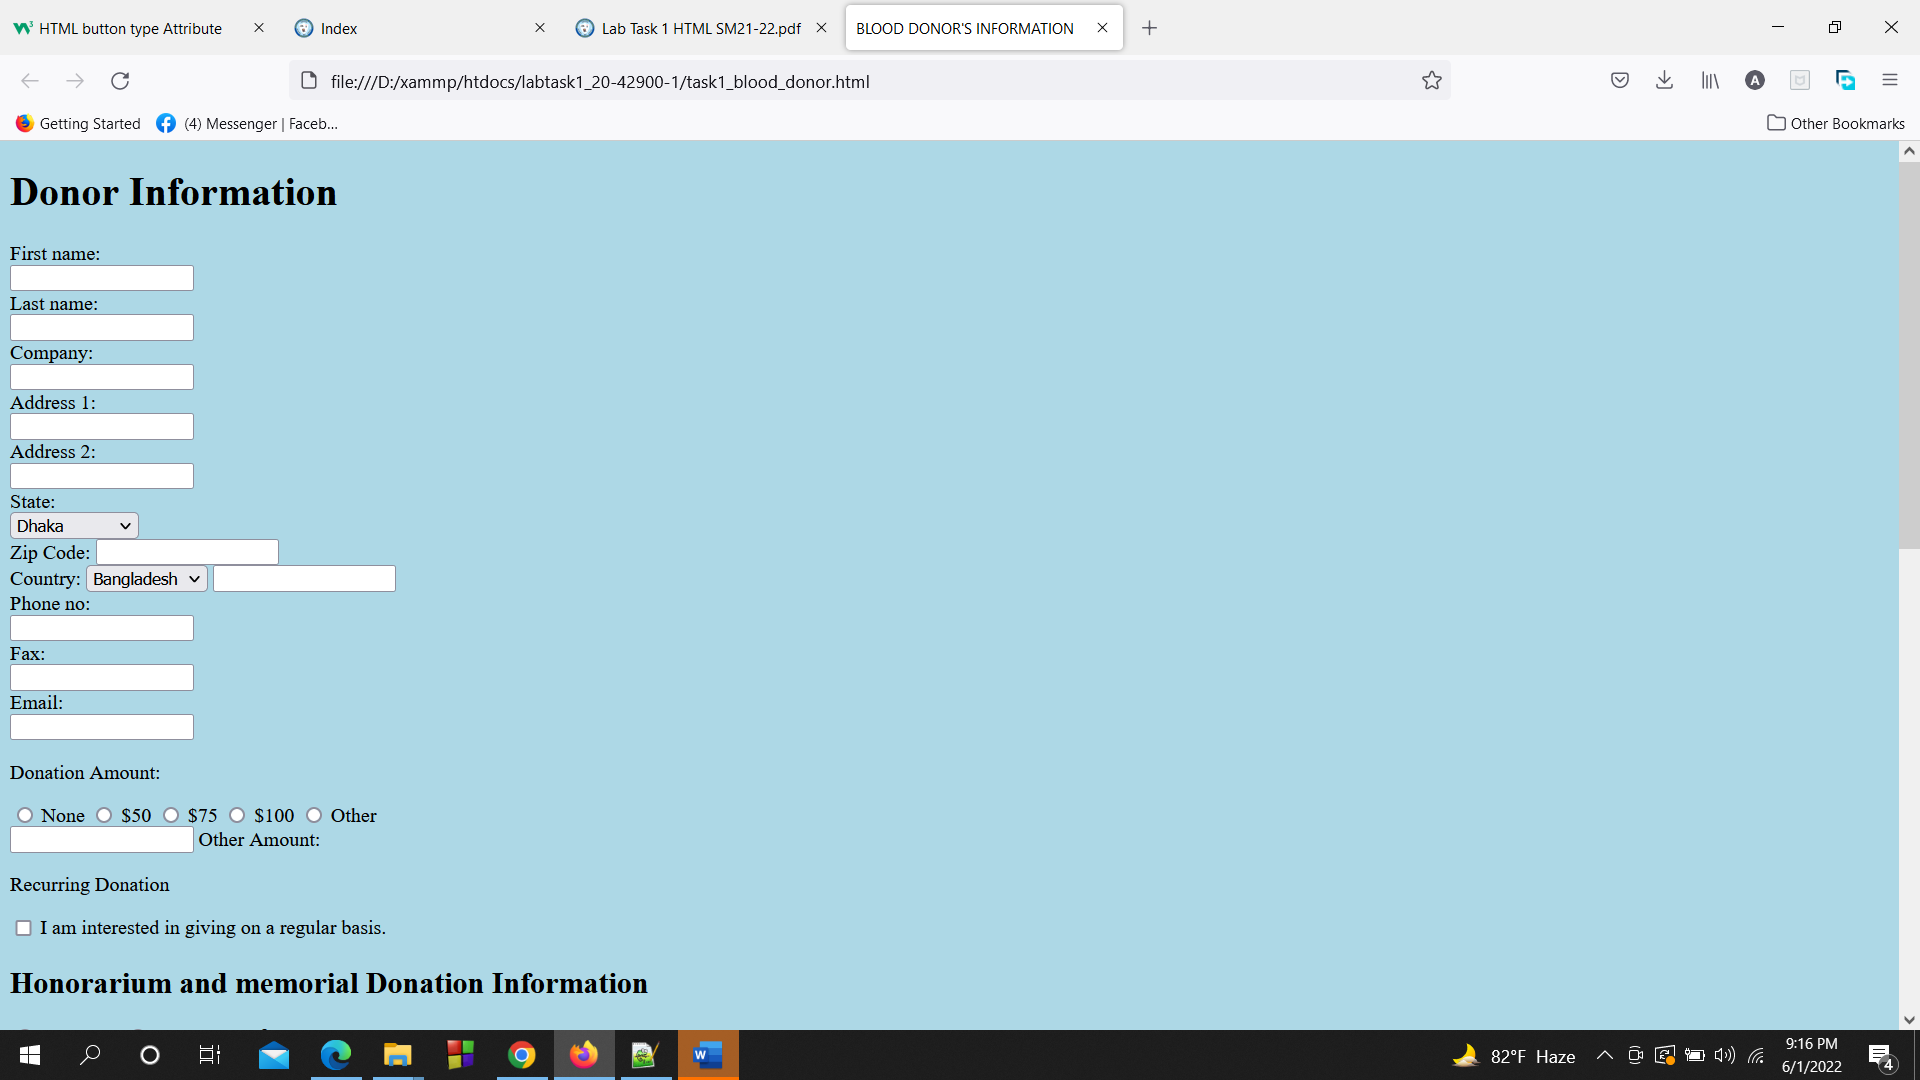 HTML button type Attribute
Index
Lab Task 1 HTML SM21-22.pdf
BLOOD DONOR'S INFORMATION
file:///D:/xammp/htdocs/labtask1_20-42900-1/task1_blood_donor.html
A
Getting Started
(4) Messenger | Faceb...
Other Bookmarks
Donor Information
First name:
Last name:
Company:
Address 1:
Address 2:
State:
Dhaka
Zip Code:
Country: Bangladesh
Phone no:
Fax:
Email:
Donation Amount:
None $50 $75 $100 Other
Other Amount:
Recurring Donation
I am interested in giving on a regular basis.
Honorarium and memorial Donation Information
82°F Haze
9:16 PM
6/1/2022
4